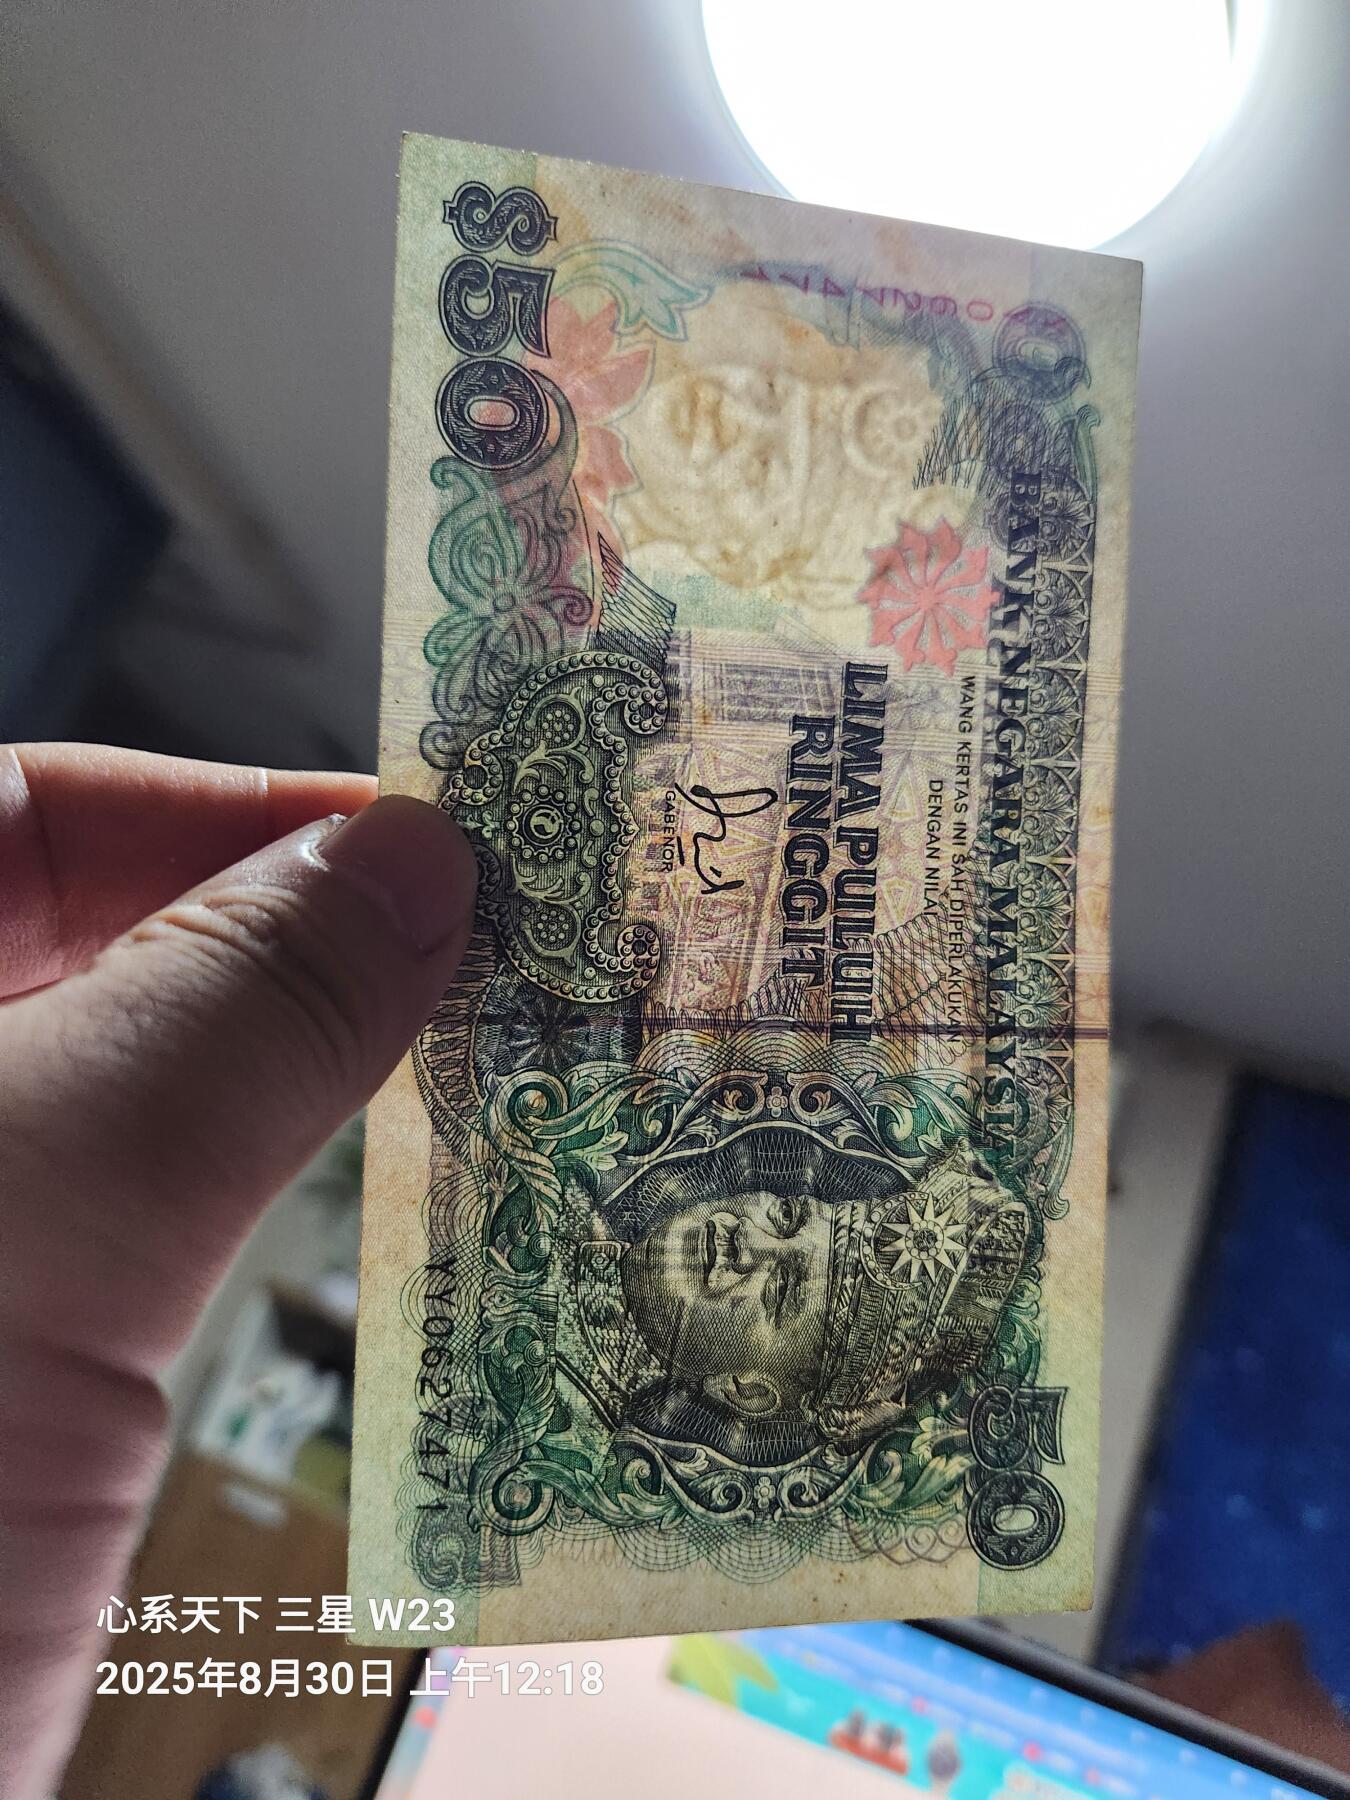 BANK NEGARA MALAYSIA
WANG KERTAS INI SAH DIPERLAKUKAN
DENGAN NILAI
LIMA PULUH
RINGGIT
GABENOR
$50
50
YY0627471
心系天下 三星 W23
2025年8月30日 上午12:18